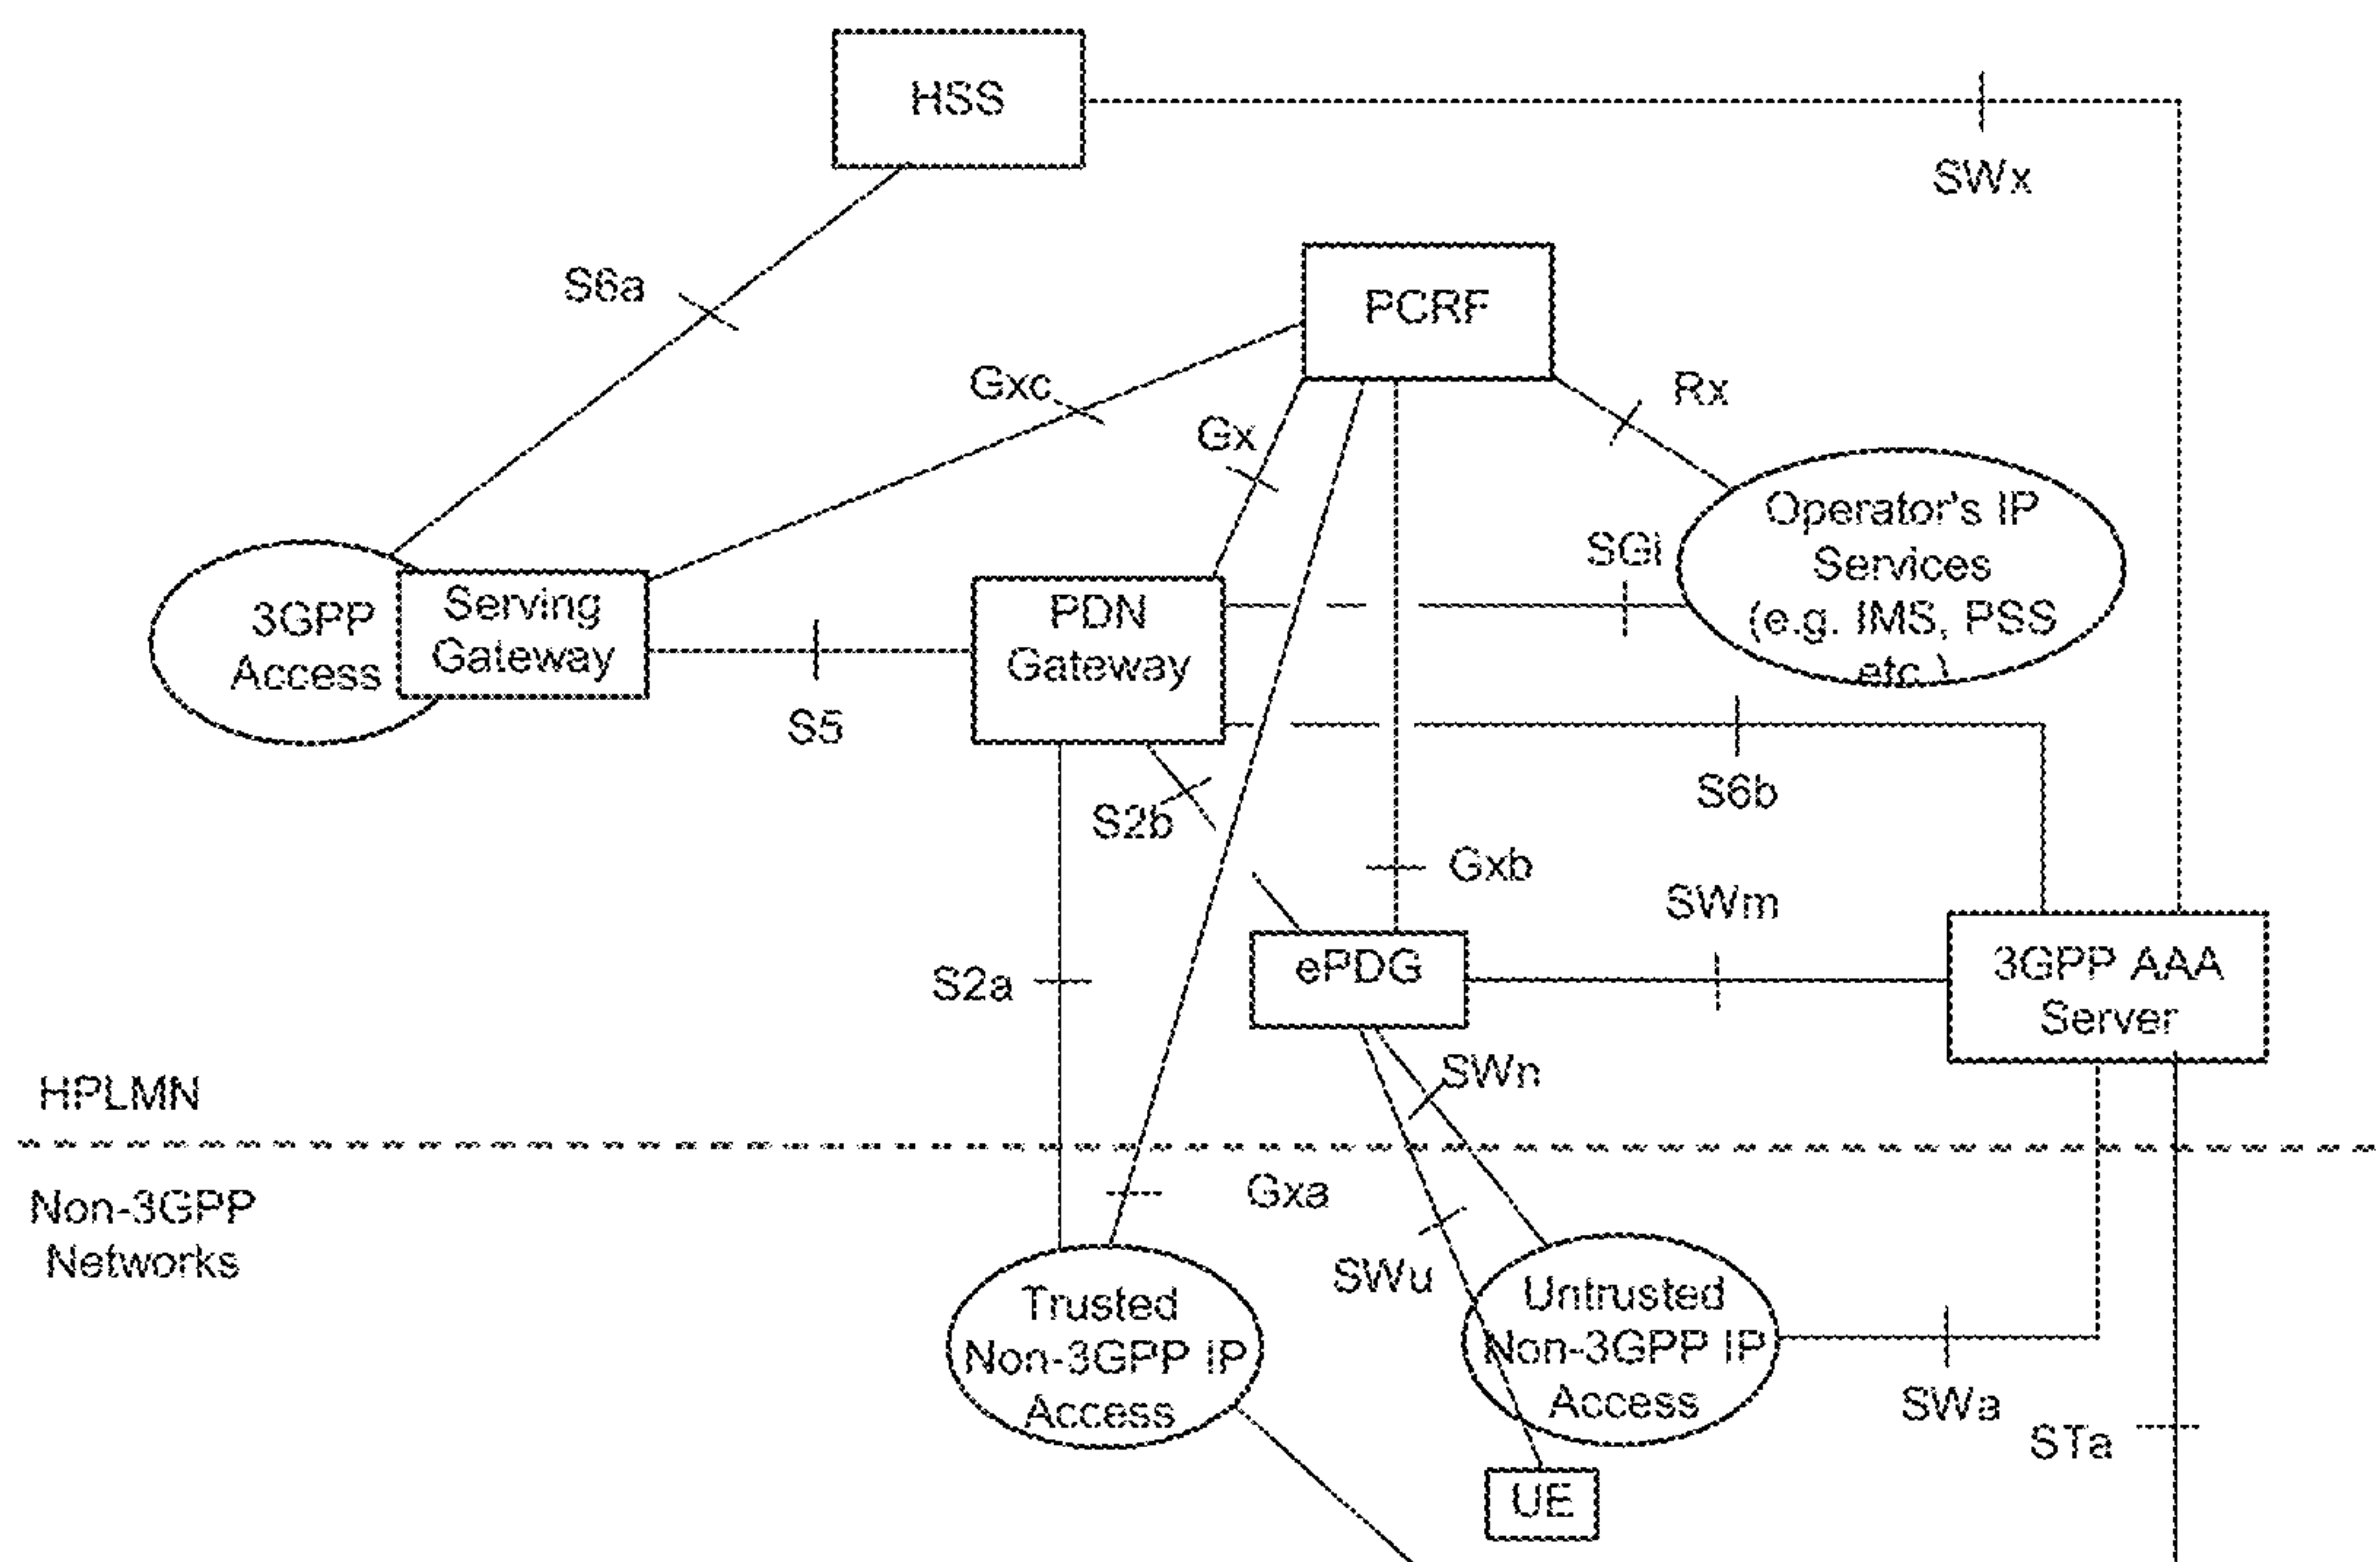 HSS
SWx
S6a
PCRF
Gxc
Rx
Gx
Operator's IP
Services
(e.g. IMS, PSS
etc.)
SGi
3GPP
Access
Serving
Gateway
PDN
Gateway
S5
S6b
S2b
Gxb
SWm
ePDG
3GPP AAA
Server
S2a
SWn
HPLMN
Non-3GPP
Networks
Gxa
SWu
Trusted
Non-3GPP IP
Access
Untrusted
Non-3GPP IP
Access
SWa
STa
UE